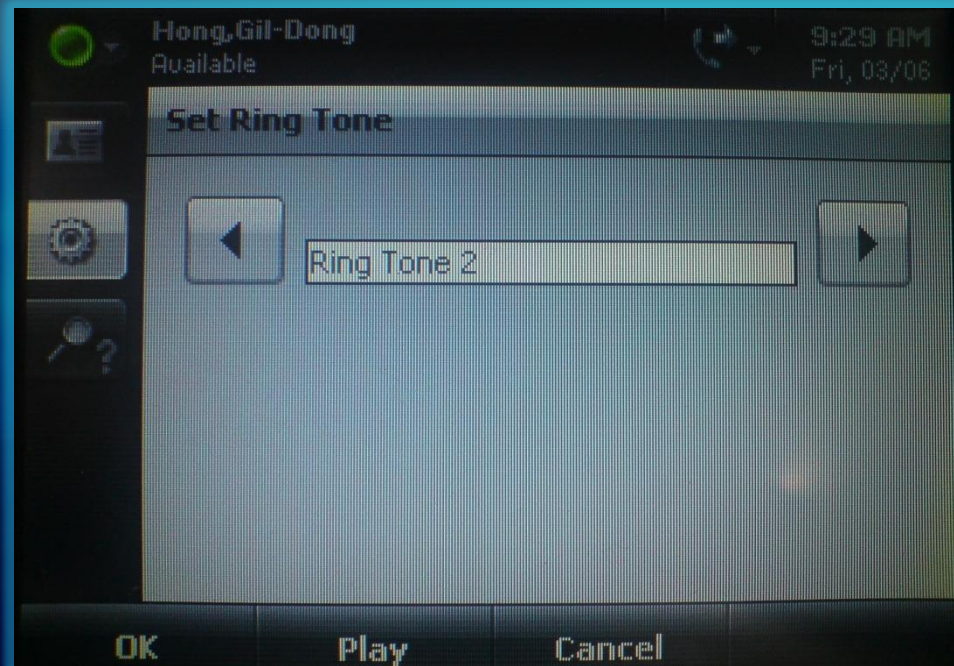 Hong,Gil-Dong
Available
9:29 AM
Fri, 03/06
Set Ring Tone
Ring Tone 2
?
OK
Play
Cancel